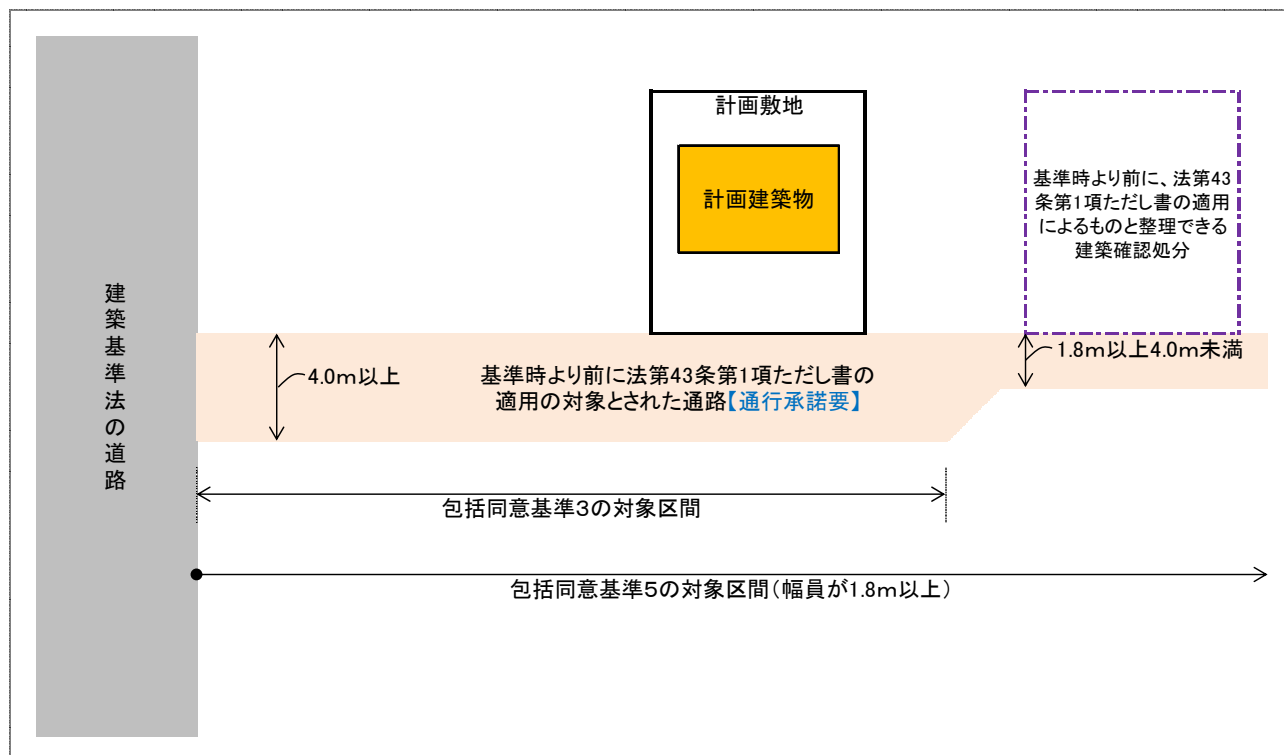 建築基準法の道路
計画敷地
計画建築物
基準時より前に、法第43
条第1項ただし書の適用
によるものと整理できる
建築確認処分
4.0m以上
基準時より前に法第43条第1項ただし書の
適用の対象とされた通路【通行承諾要】
1.8m以上4.0m未満
包括同意基準3の対象区間
包括同意基準5の対象区間(幅員が1.8m以上)